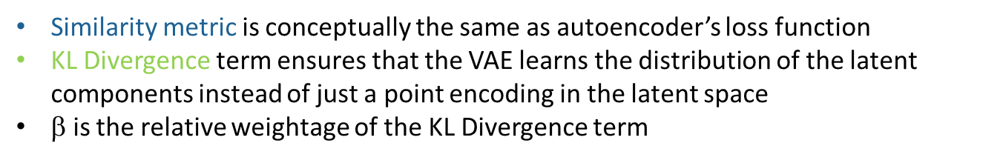 • Similarity metric is conceptually the same as autoencoder’s loss function
• KL Divergence term ensures that the VAE learns the distribution of the latent
components instead of just a point encoding in the latent space
• β is the relative weightage of the KL Divergence term